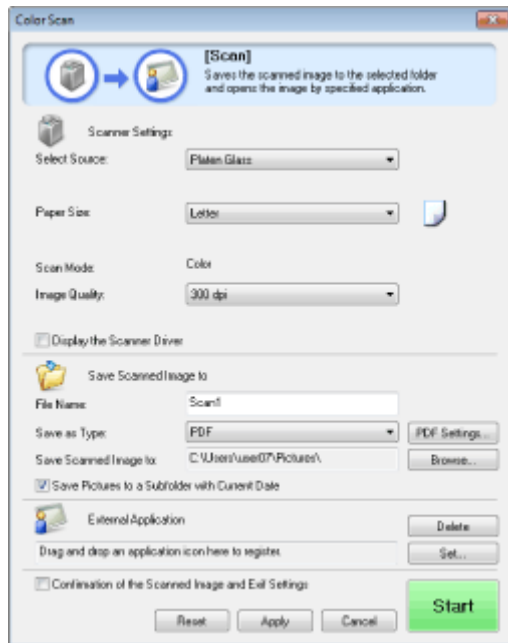 Color Scan
[Scan]
Saves the scanned image to the selected folder
and opens the image by specified application.
Scanner Settings
Select Source: Platen Glass
Paper Size: Letter
Scan Mode: Color
Image Quality: 300 dpi
Display the Scanner Driver
Save Scanned Image to
File Name: Scan1
Save as Type: PDF PDF Settings...
Save Scanned Image to: C:\Users\user07\Pictures\ Browse...
Save Pictures to a Subfolder with Current Date
External Application Delete
Drag and drop an application icon here to register. Set...
Confirmation of the Scanned Image and Exif Settings
Start
Reset Apply Cancel